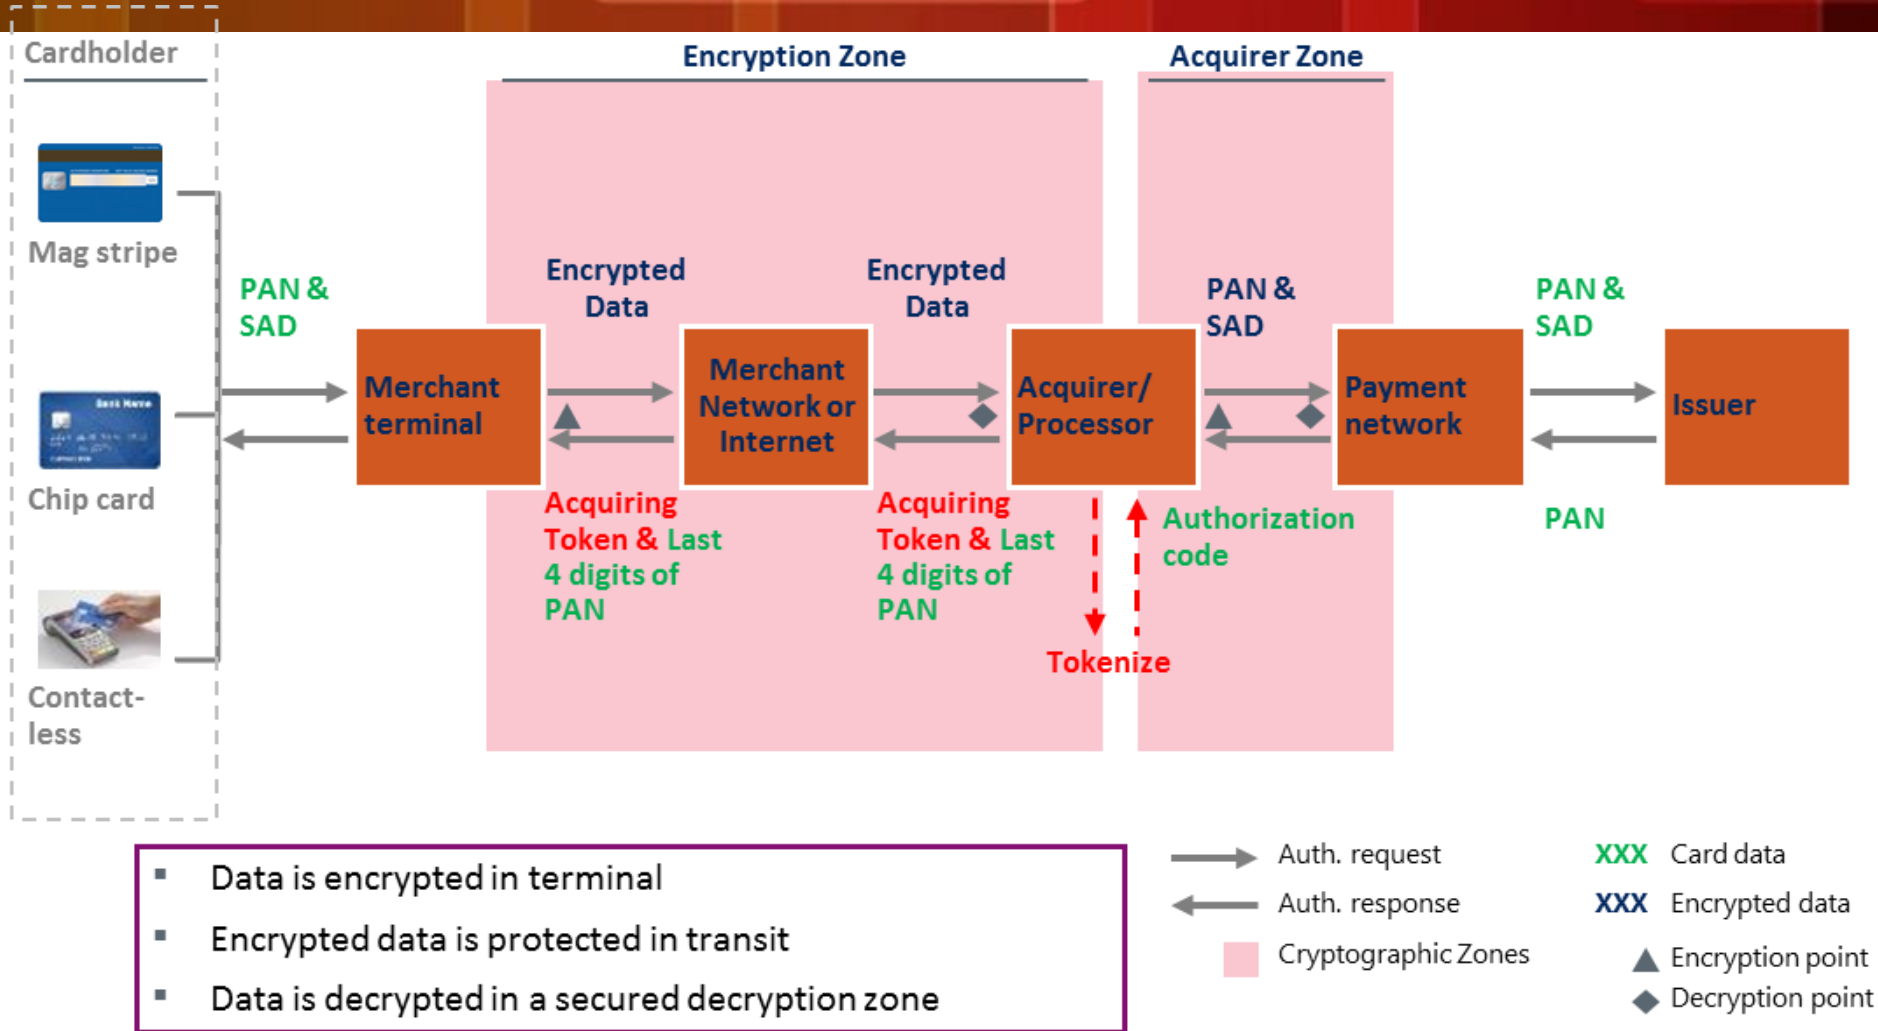 Cardholder
Encryption Zone
Acquirer Zone
Mag stripe
Chip card
Contact-
less
Bank Name
PAN &
SAD
Merchant
terminal
Encrypted
Data
Merchant
Network or
Internet
Encrypted
Data
Acquirer/
Processor
PAN &
SAD
Payment
network
PAN &
SAD
Issuer
Acquiring
Token & Last
4 digits of
PAN
Acquiring
Token & Last
4 digits of
PAN
Tokenize
Authorization
code
PAN
▪ Data is encrypted in terminal
▪ Encrypted data is protected in transit
▪ Data is decrypted in a secured decryption zone
Auth. request
Auth. response
Cryptographic Zones
XXX Card data
XXX Encrypted data
Encryption point
Decryption point